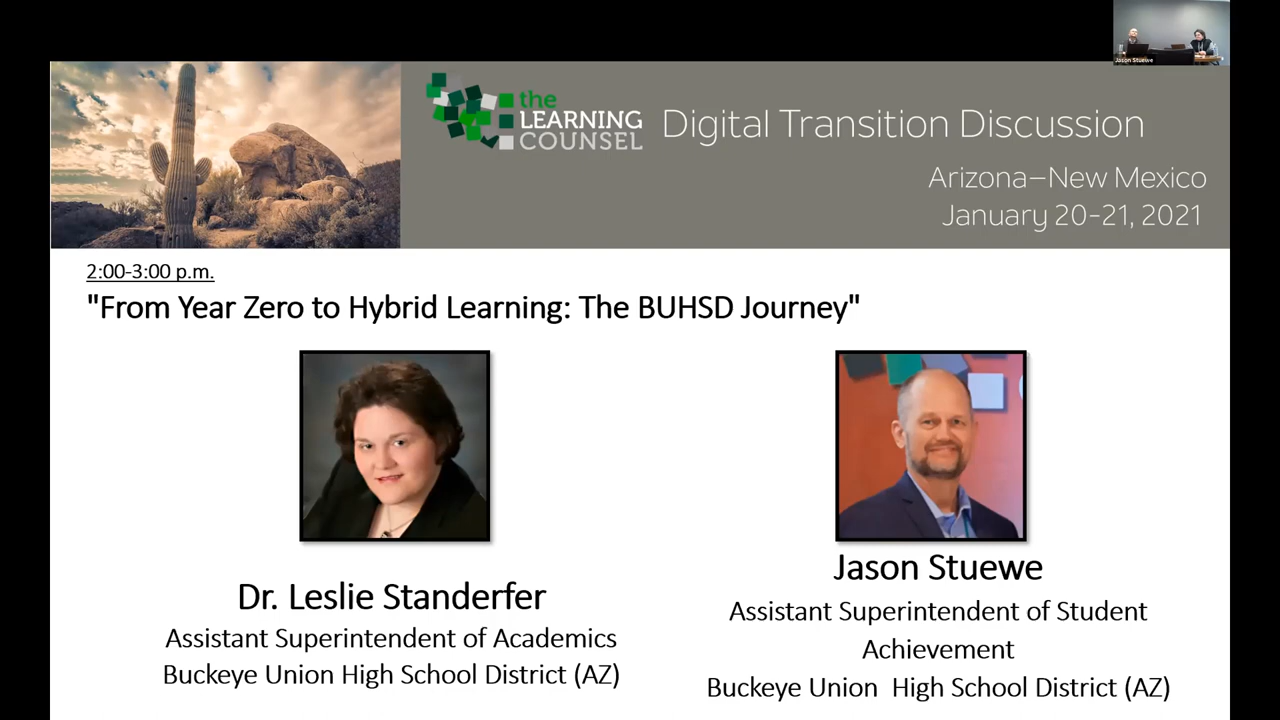 Jason Stuewe
the
LEARNING
COUNSEL
Digital Transition Discussion
Arizona–New Mexico
January 20-21, 2021
2:00-3:00 p.m.
"From Year Zero to Hybrid Learning: The BUHSD Journey"
Dr. Leslie Standerfer
Assistant Superintendent of Academics
Buckeye Union High School District (AZ)
Jason Stuewe
Assistant Superintendent of Student
Achievement
Buckeye Union  High School District (AZ)